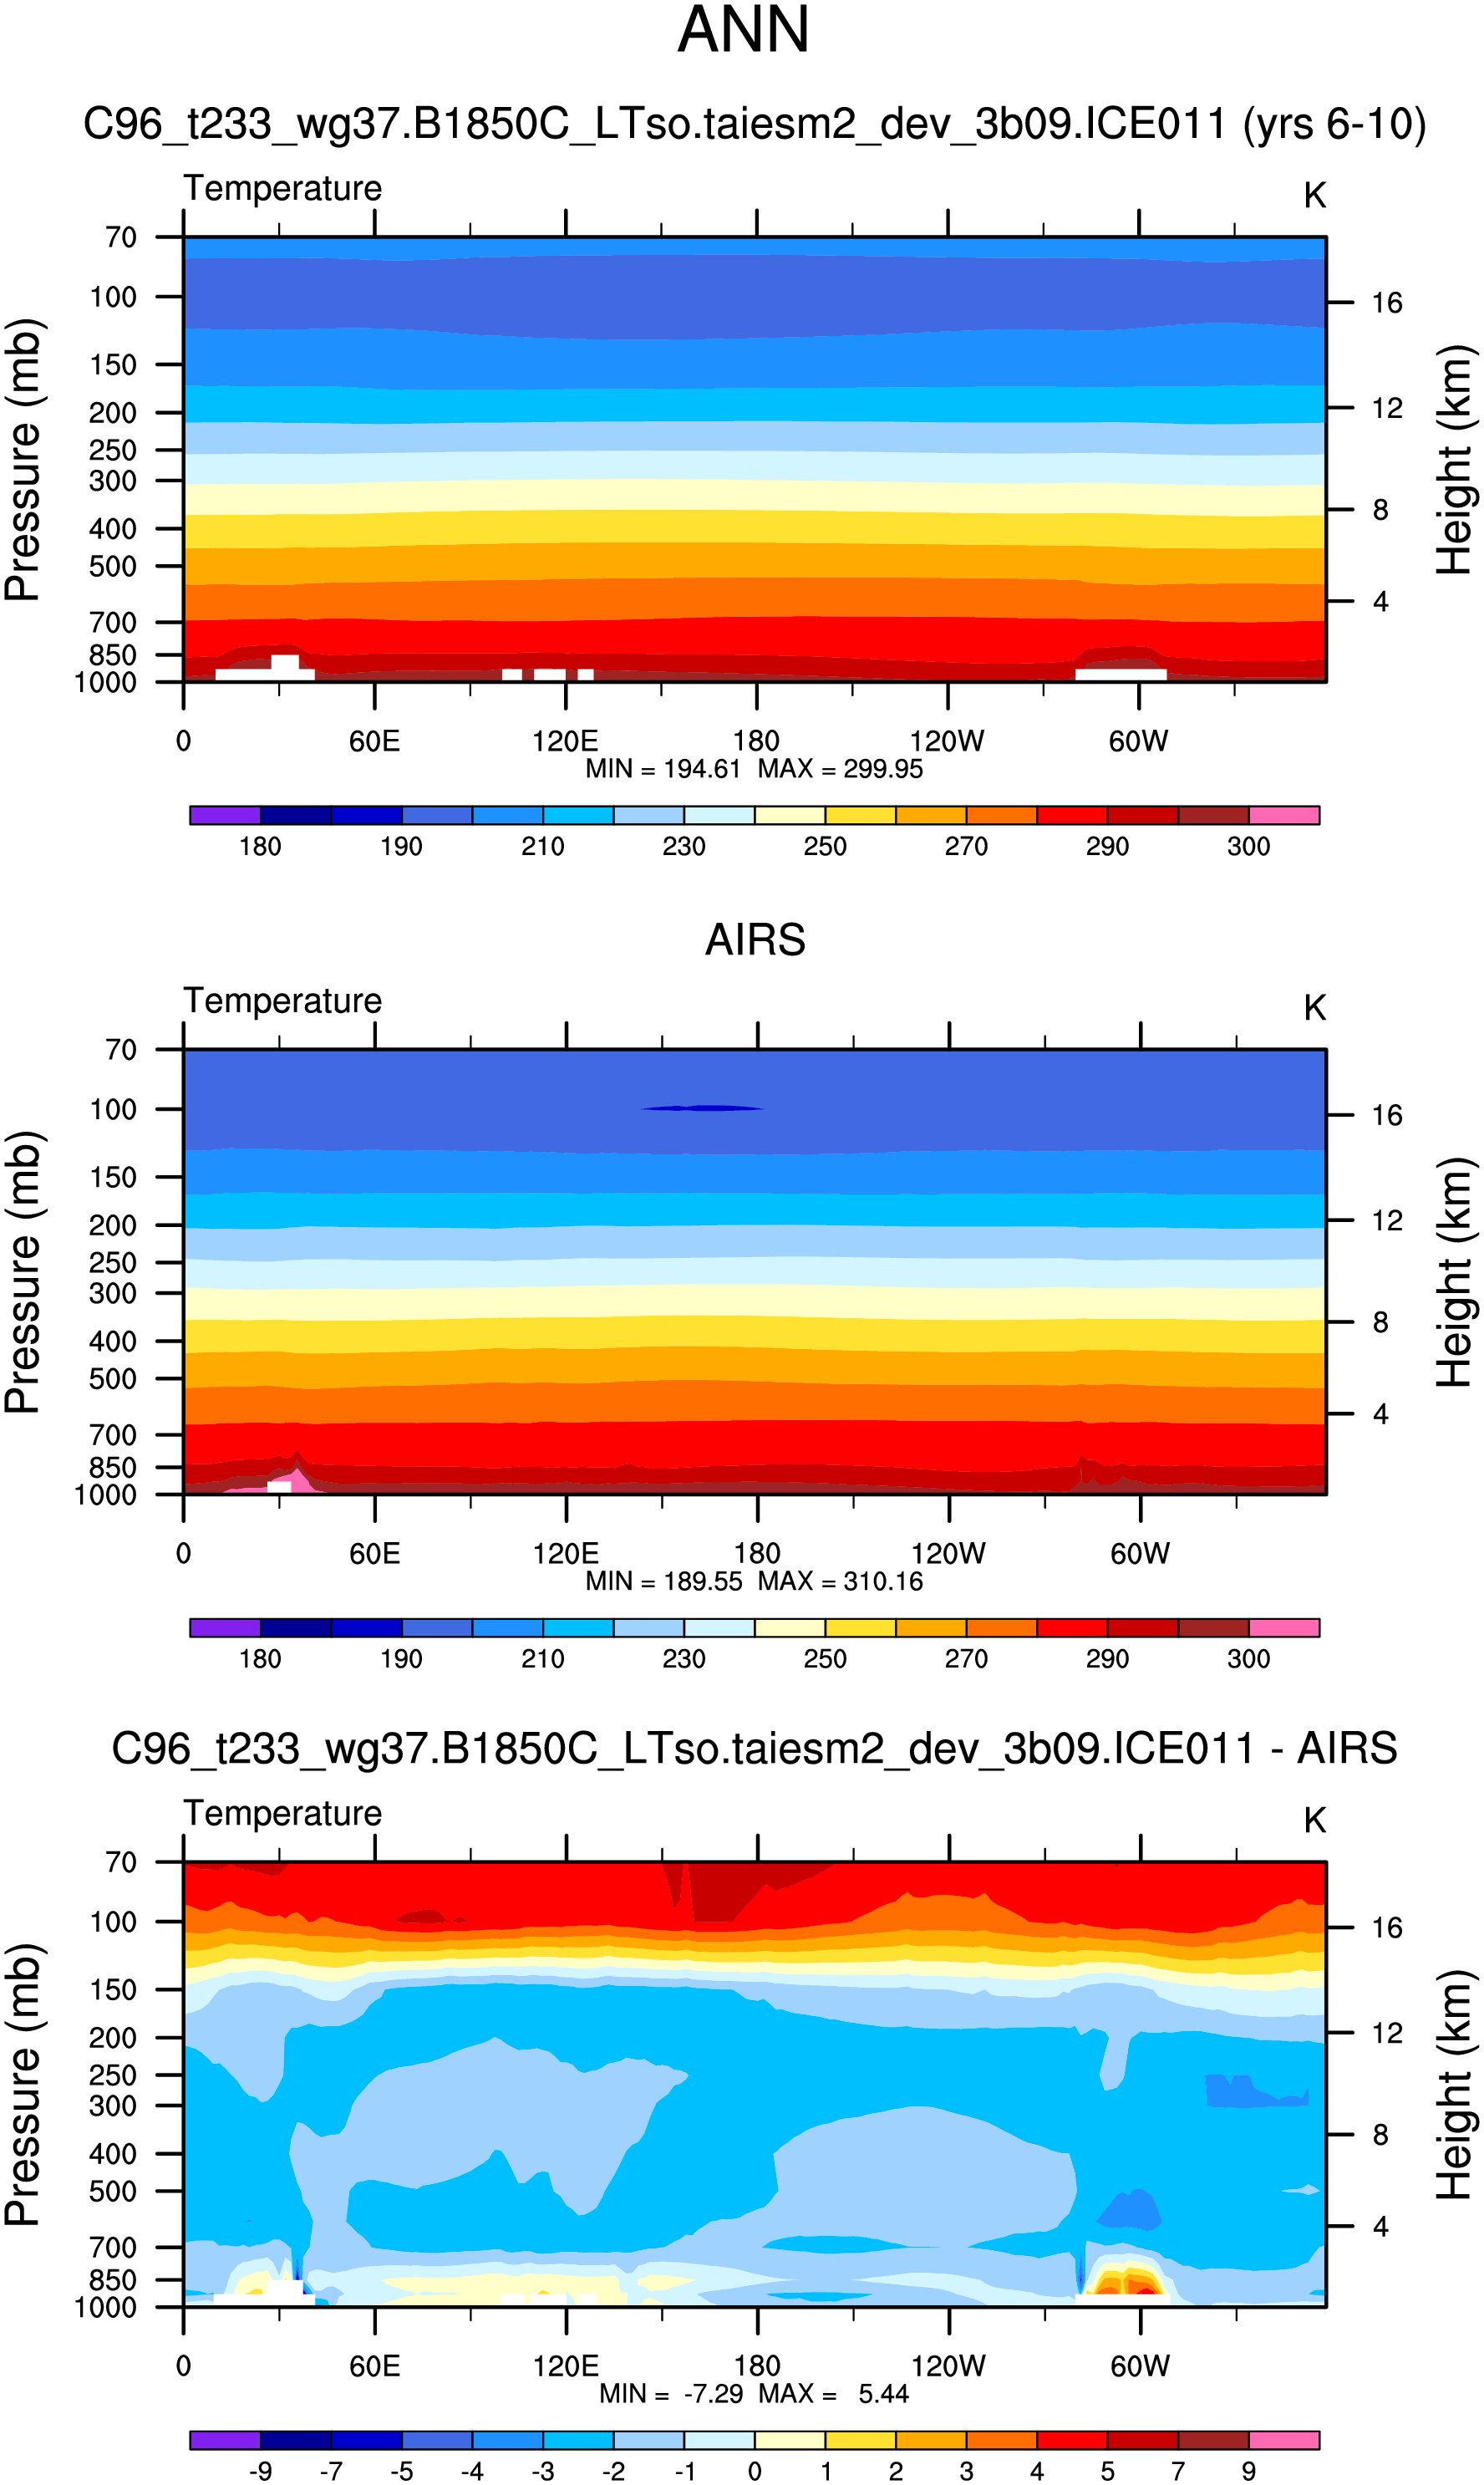 ANN
C96_t233_wg37.B1850C_LTso.taiesm2_dev_3b09.ICE011 (yrs 6-10)
Temperature K
Pressure (mb)
70
100
150
200
250
300
400
500
700
850
1000
16
12
8
4
Height (km)
0 60E 120E 180 120W 60W
MIN = 194.61 MAX = 299.95
180 190 210 230 250 270 290 300
AIRS
Temperature K
Pressure (mb)
70
100
150
200
250
300
400
500
700
850
1000
16
12
8
4
Height (km)
0 60E 120E 180 120W 60W
MIN = 189.55 MAX = 310.16
180 190 210 230 250 270 290 300
C96_t233_wg37.B1850C_LTso.taiesm2_dev_3b09.ICE011 - AIRS
Temperature K
Pressure (mb)
70
100
150
200
250
300
400
500
700
850
1000
16
12
8
4
Height (km)
0 60E 120E 180 120W 60W
MIN = -7.29 MAX = 5.44
-9 -7 -5 -4 -3 -2 -1 0 1 2 3 4 5 7 9